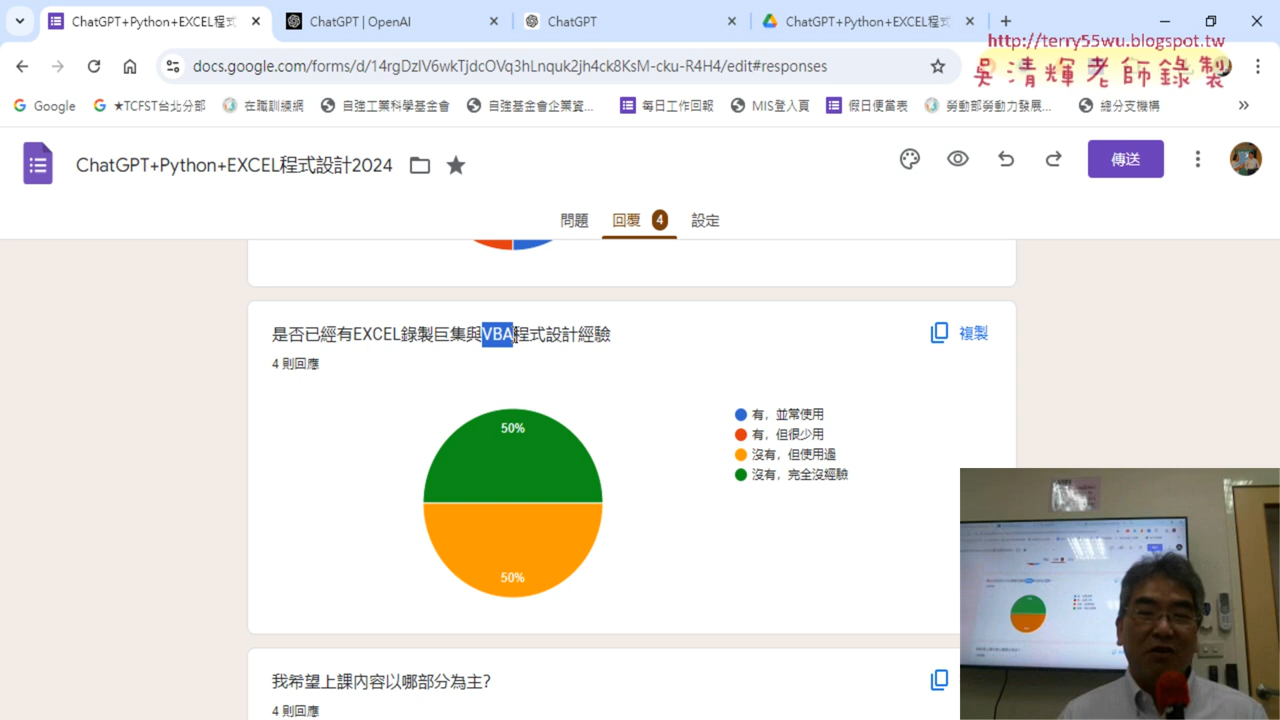 ChatGPT+Python+EXCEL程式
ChatGPT | OpenAI
ChatGPT
ChatGPT+Python+EXCEL程式
http://terry55wu.blogspot.tw
吳清輝老師錄製
docs.google.com/forms/d/14rgDzIV6wkTjdcOVq3hLnquk2jh4ck8KsM-cku-R4H4/edit#responses
Google
★TCFST台北分部
在職訓練網
自強工業科學基金會
自強基金會企業資...
每日工作回報
MIS登入頁
假日便當表
勞動部勞動力發展...
總分支機構
ChatGPT+Python+EXCEL程式設計2024
傳送
問題
回覆 4
設定
是否已經有EXCEL錄製巨集與VBA程式設計經驗
複製
4 則回應
50%
50%
有，並常使用
有，但很少用
沒有，但使用過
沒有，完全沒經驗
我希望上課內容以哪部分為主?
4 則回應